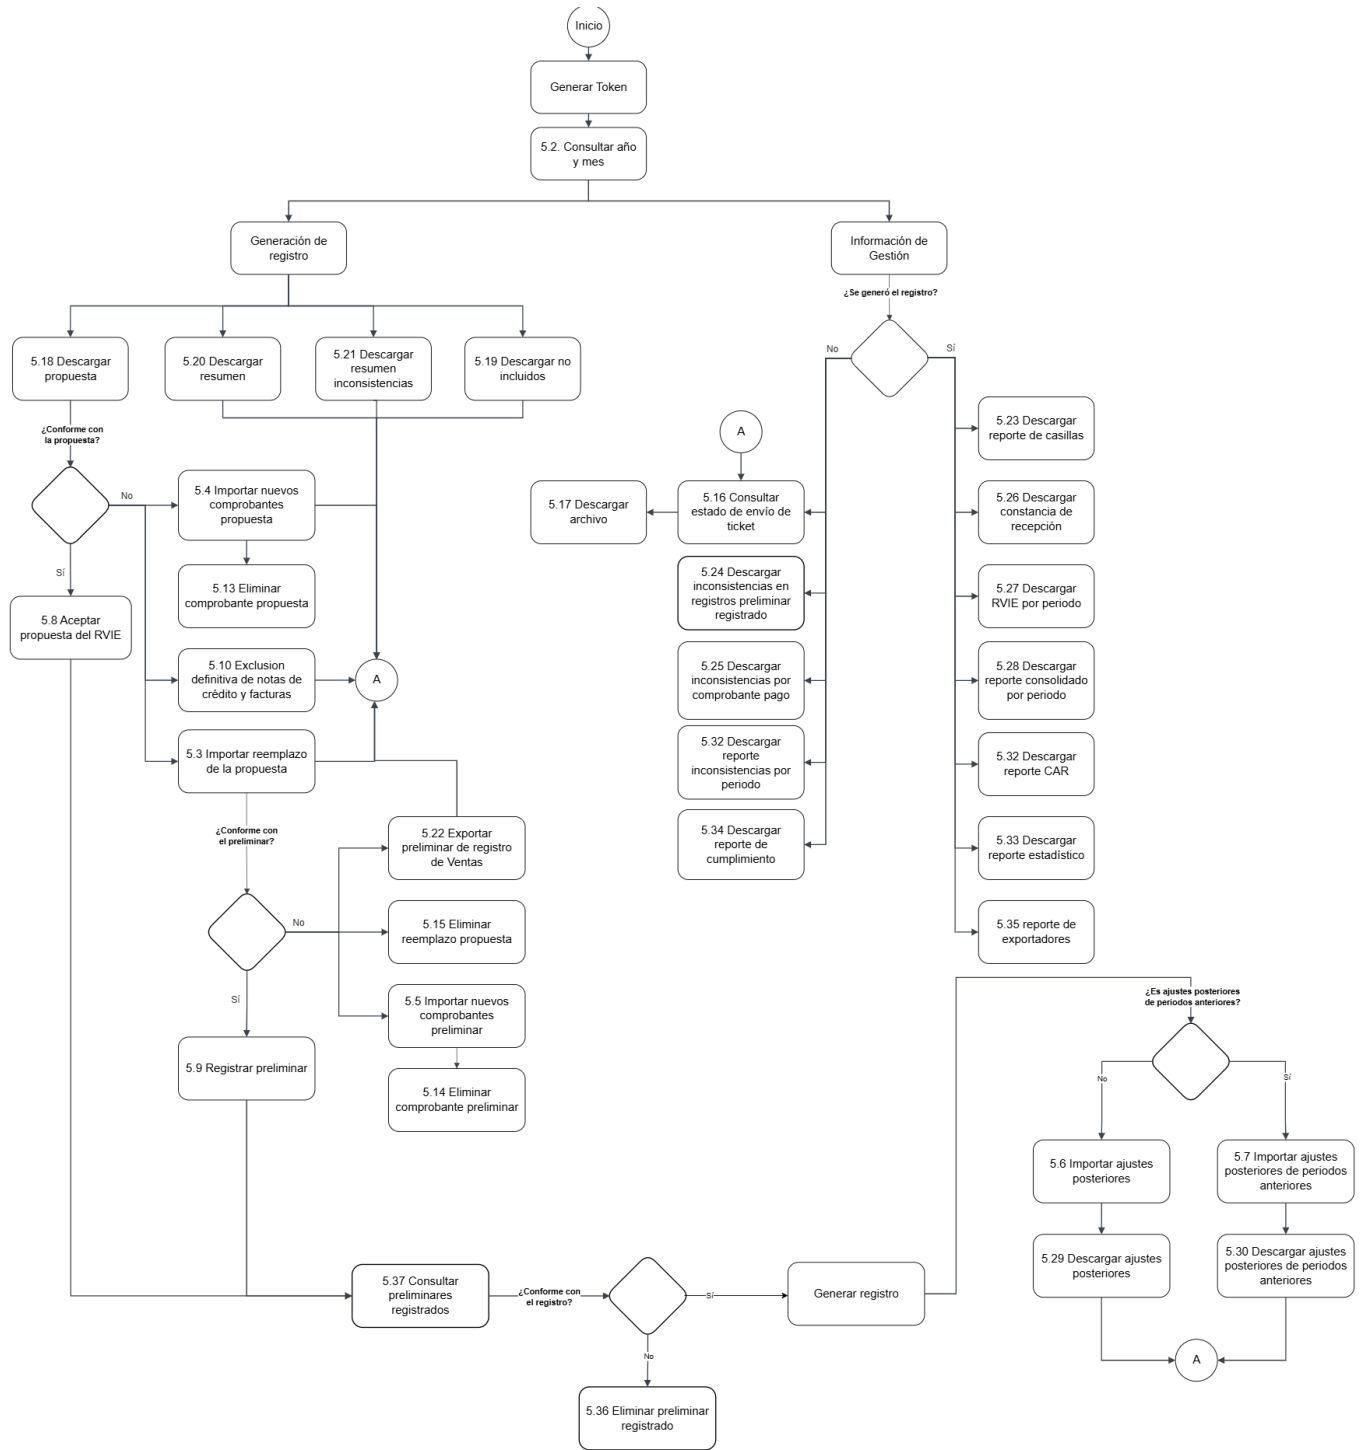 Inicio
Generar Token
5.2. Consultar año
y mes
Generación de
registro
Información de
Gestión
¿Se generó el registro?
No
Sí
5.18 Descargar
propuesta
5.20 Descargar
resumen
5.21 Descargar
resumen
inconsistencias
5.19 Descargar no
incluidos
¿Conforme con
la propuesta?
No
Sí
5.4 Importar nuevos
comprobantes
propuesta
5.13 Eliminar
comprobante propuesta
5.8 Aceptar
propuesta del RVIE
5.10 Exclusion
definitiva de notas de
crédito y facturas
A
5.3 Importar reemplazo
de la propuesta
¿Conforme con
el preliminar?
No
Sí
5.22 Exportar
preliminar de registro
de Ventas
5.15 Eliminar
reemplazo propuesta
5.5 Importar nuevos
comprobantes
preliminar
5.14 Eliminar
comprobante preliminar
5.9 Registrar preliminar
A
5.16 Consultar
estado de envío de
ticket
5.17 Descargar
archivo
5.24 Descargar
inconsistencias en
registros preliminar
registrado
5.25 Descargar
inconsistencias por
comprobante pago
5.32 Descargar
reporte
inconsistencias por
periodo
5.34 Descargar
reporte de
cumplimiento
5.23 Descargar
reporte de casillas
5.26 Descargar
constancia de
recepción
5.27 Descargar
RVIE por periodo
5.28 Descargar
reporte consolidado
por periodo
5.32 Descargar
reporte CAR
5.33 Descargar
reporte estadístico
5.35 reporte de
exportadores
¿Es ajustes posteriores
de periodos anteriores?
No
Sí
5.6 Importar ajustes
posteriores
5.7 Importar ajustes
posteriores de periodos
anteriores
5.29 Descargar ajustes
posteriores
5.30 Descargar ajustes
posteriores de periodos
anteriores
A
5.37 Consultar
preliminares
registrados
¿Conforme con
el registro?
Sí
No
Generar registro
5.36 Eliminar preliminar
registrado